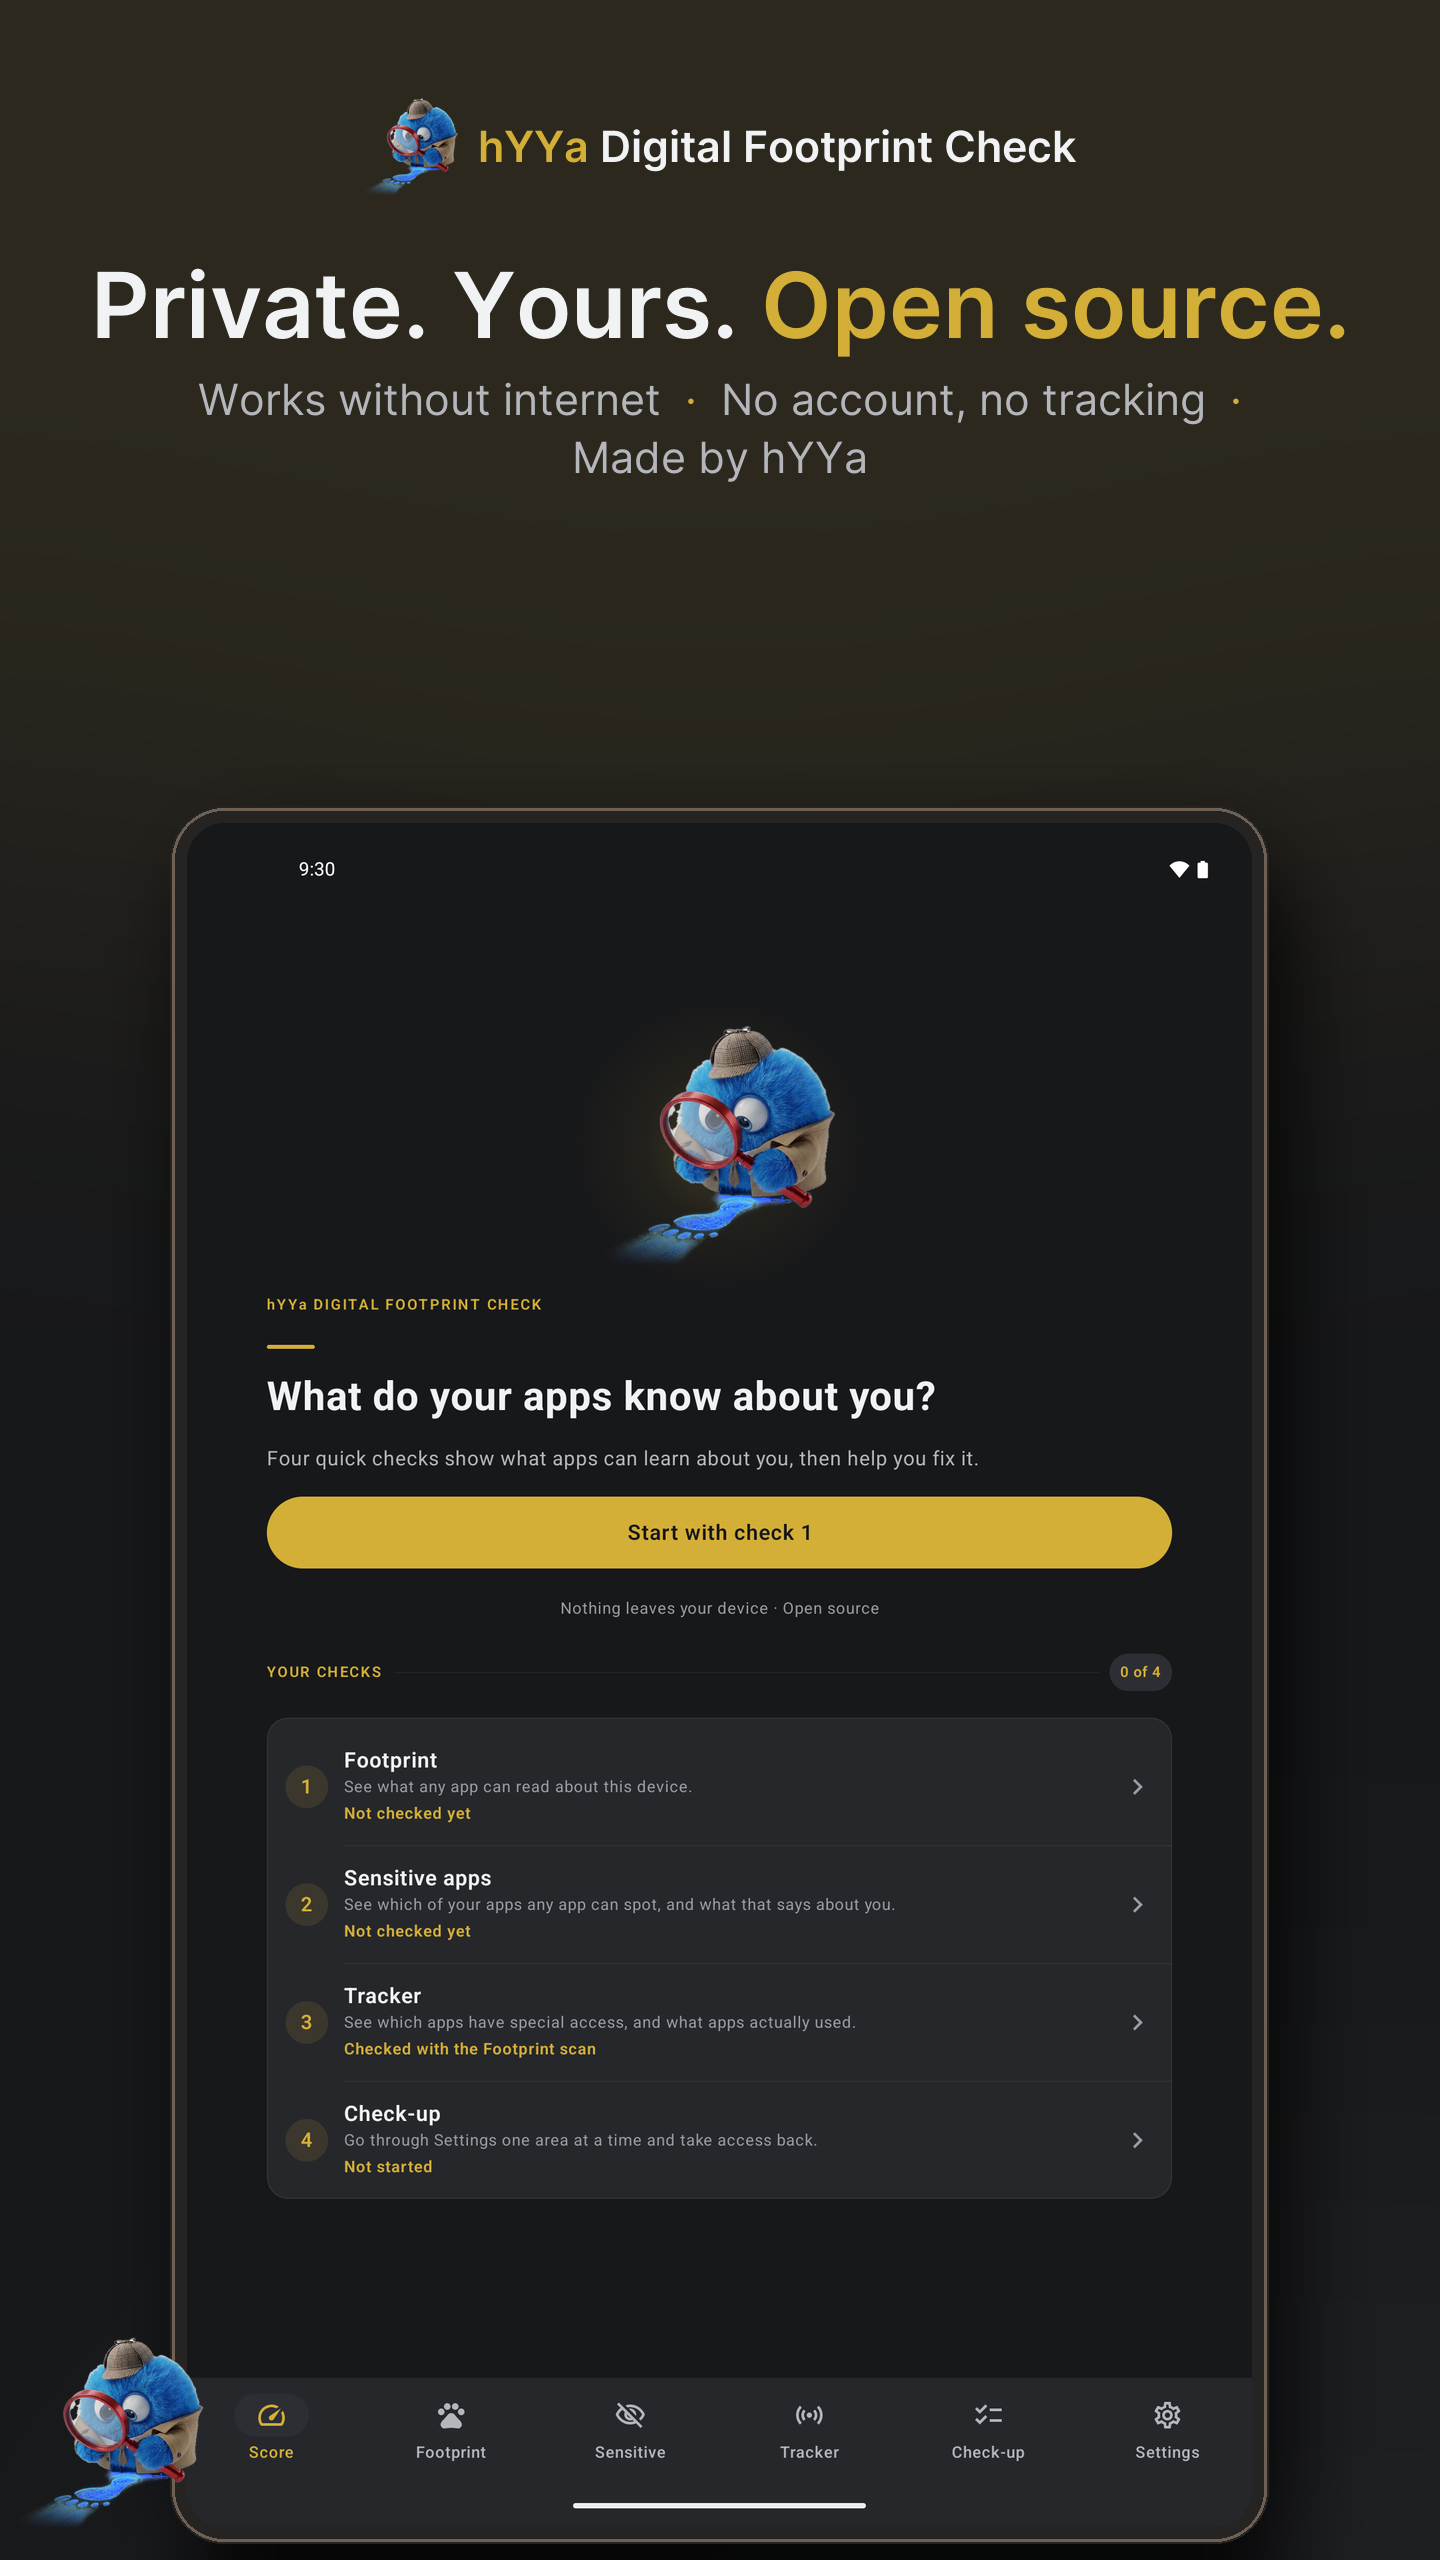 hYYa Digital Footprint Check
Private. Yours. Open source.
Works without internet · No account, no tracking ·
Made by hYYa
9:30
hYYa DIGITAL FOOTPRINT CHECK
What do your apps know about you?
Four quick checks show what apps can learn about you, then help you fix it.
Start with check 1
Nothing leaves your device · Open source
YOUR CHECKS
0 of 4
1
Footprint
See what any app can read about this device.
Not checked yet
2
Sensitive apps
See which of your apps any app can spot, and what that says about you.
Not checked yet
3
Tracker
See which apps have special access, and what apps actually used.
Checked with the Footprint scan
4
Check-up
Go through Settings one area at a time and take access back.
Not started
Score
Footprint
Sensitive
Tracker
Check-up
Settings